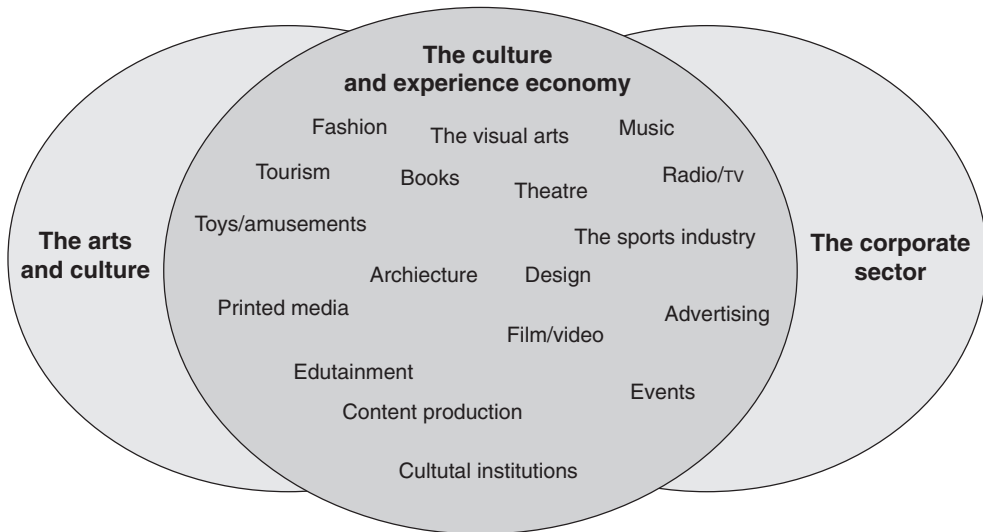 The culture
and experience economy
Fashion
The visual arts
Music
Tourism
Books
Theatre
Radio/TV
Toys/amusements
The sports industry
The arts
and culture
The corporate
sector
Archiecture
Design
Printed media
Advertising
Film/video
Edutainment
Events
Content production
Cultutal institutions